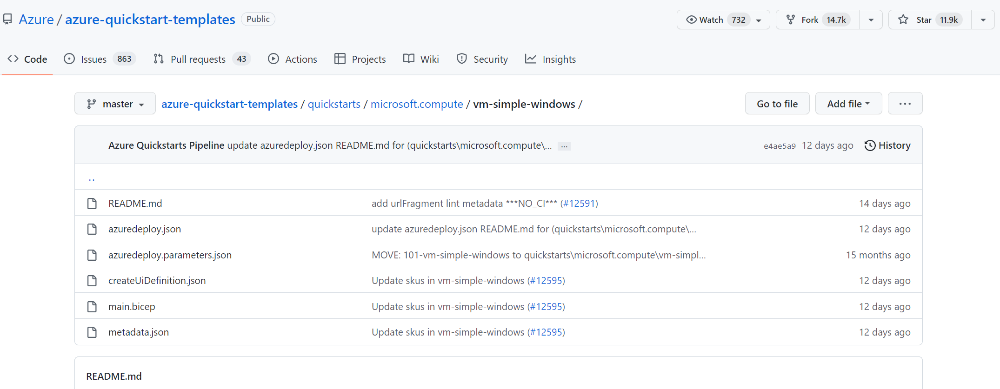 Azure / azure-quickstart-templates Public Watch 732 Fork 14.7k Star 11.9k
Code Issues 863 Pull requests 43 Actions Projects Wiki Security Insights
master azure-quickstart-templates / quickstarts / microsoft.compute / vm-simple-windows / Go to file Add file ...
Azure Quickstarts Pipeline update azuredeploy.json README.md for (quickstarts\microsoft.compute\... ... e4ae5a9 12 days ago History
..
README.md add urlFragment lint metadata ***NO_CI*** (#12591) 14 days ago
azuredeploy.json update azuredeploy.json README.md for (quickstarts\microsoft.compute\... 12 days ago
azuredeploy.parameters.json MOVE: 101-vm-simple-windows to quickstarts\microsoft.compute\vm-simpl... 15 months ago
createUiDefinition.json Update skus in vm-simple-windows (#12595) 12 days ago
main.bicep Update skus in vm-simple-windows (#12595) 12 days ago
metadata.json Update skus in vm-simple-windows (#12595) 12 days ago
README.md